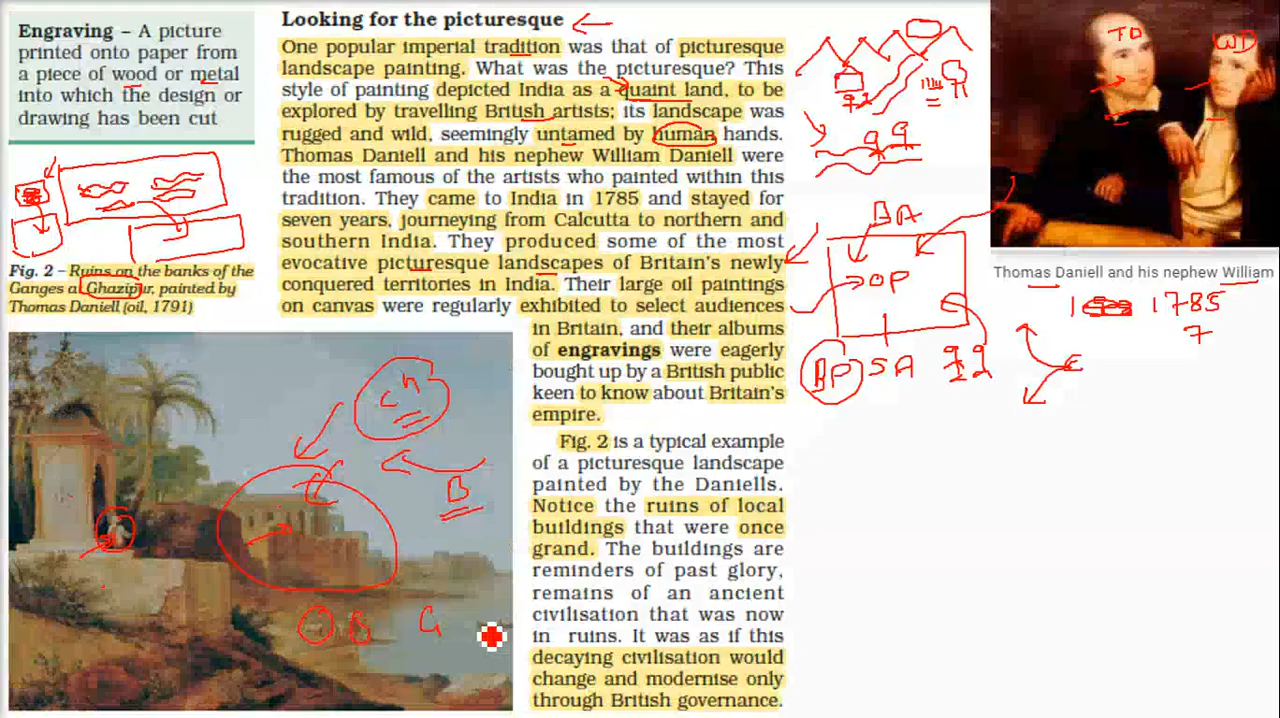 Engraving – A picture
printed onto paper from
a piece of wood or metal
into which the design or
drawing has been cut
Fig. 2 – Ruins on the banks of the
Ganges at Ghazipur, painted by
Thomas Daniell (oil, 1791)
Looking for the picturesque
One popular imperial tradition was that of picturesque
landscape painting. What was the picturesque? This
style of painting depicted India as a quaint land, to be
explored by travelling British artists; its landscape was
rugged and wild, seemingly untamed by human hands.
Thomas Daniell and his nephew William Daniell were
the most famous of the artists who painted within this
tradition. They came to India in 1785 and stayed for
seven years, journeying from Calcutta to northern and
southern India. They produced some of the most
evocative picturesque landscapes of Britain's newly
conquered territories in India. Their large oil paintings
on canvas were regularly exhibited to select audiences
in Britain, and their albums
of engravings were eagerly
bought up by a British public
keen to know about Britain's
empire.
Fig. 2 is a typical example
of a picturesque landscape
painted by the Daniells.
Notice the ruins of local
buildings that were once
grand. The buildings are
reminders of past glory,
remains of an ancient
civilisation that was now
in ruins. It was as if this
decaying civilisation would
change and modernise only
through British governance.
TD
WD
Thomas Daniell and his nephew William
1785
7
BA
OP
BP SA
B